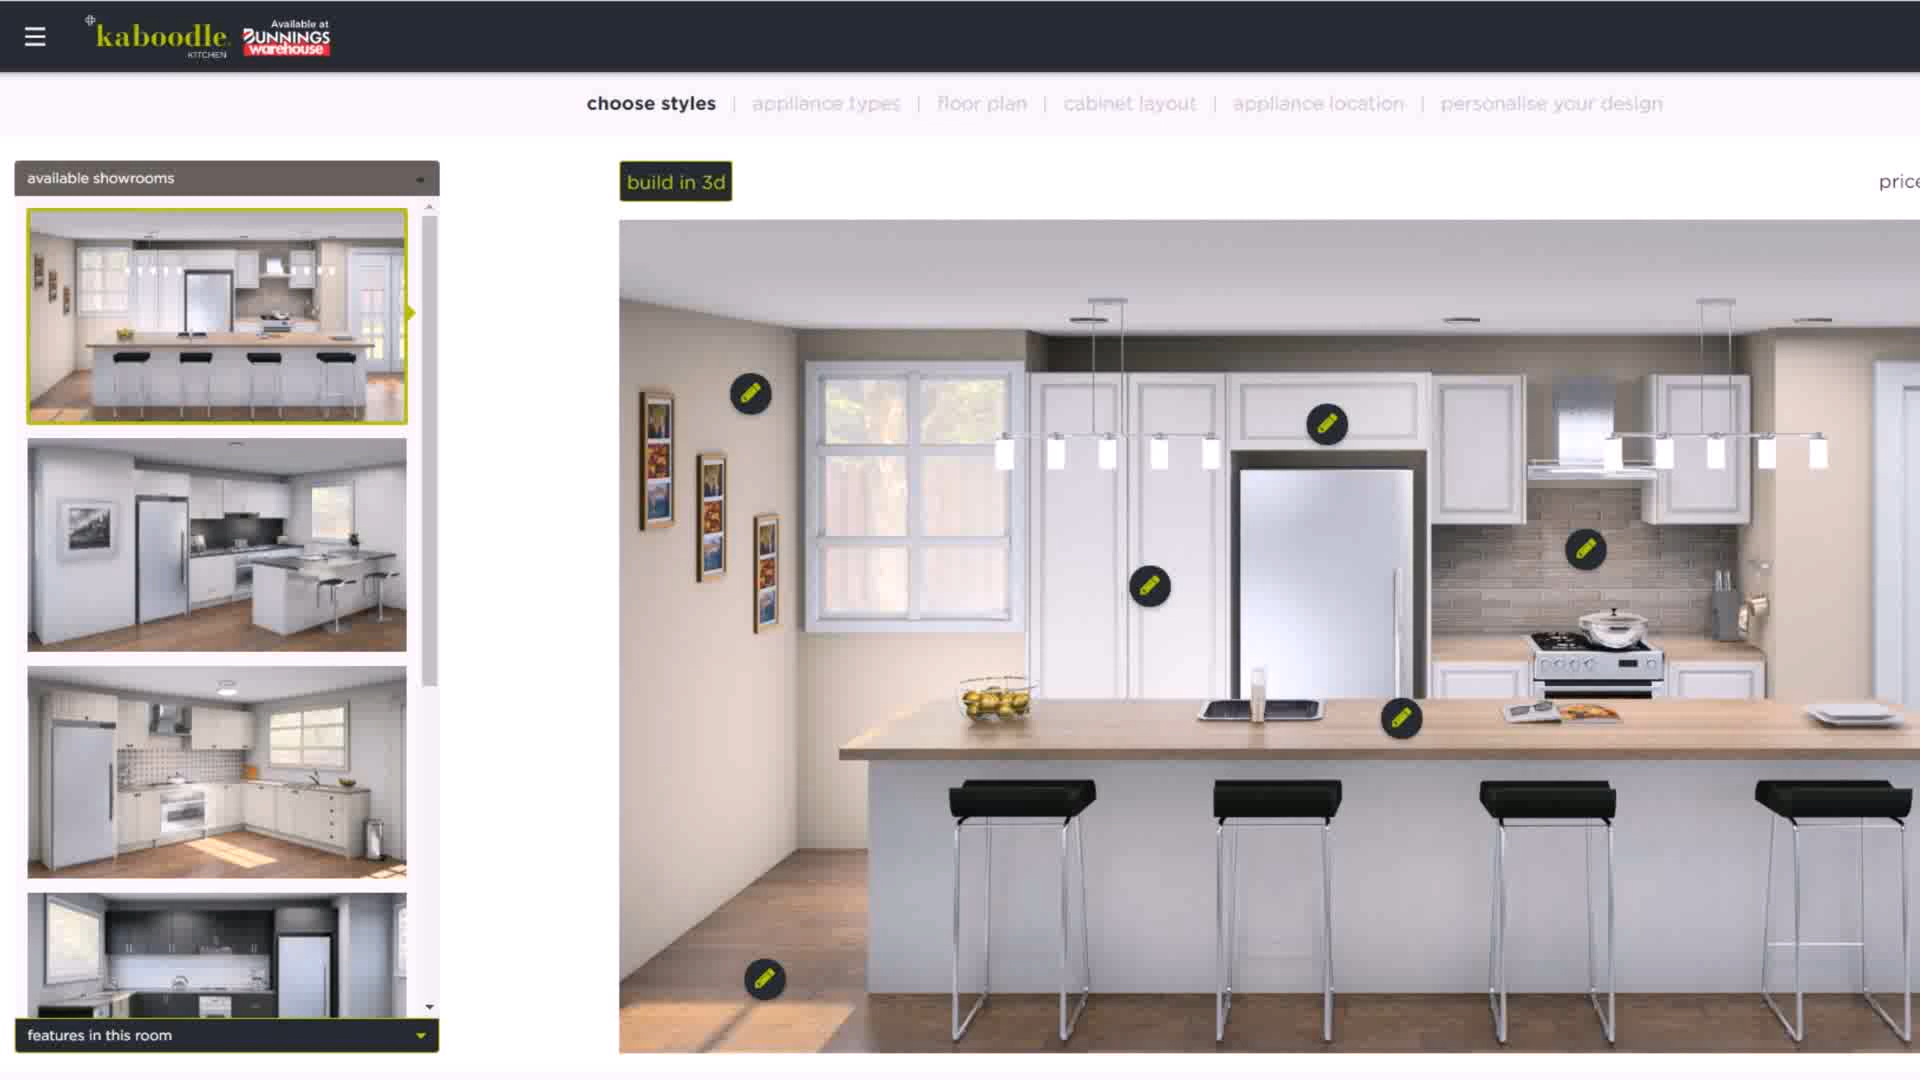 kaboodle
KITCHEN
Available at
BUNNINGS
warehouse
choose styles | appliance types | floor plan | cabinet layout | appliance location | personalise your design
available showrooms
build in 3d
price
features in this room